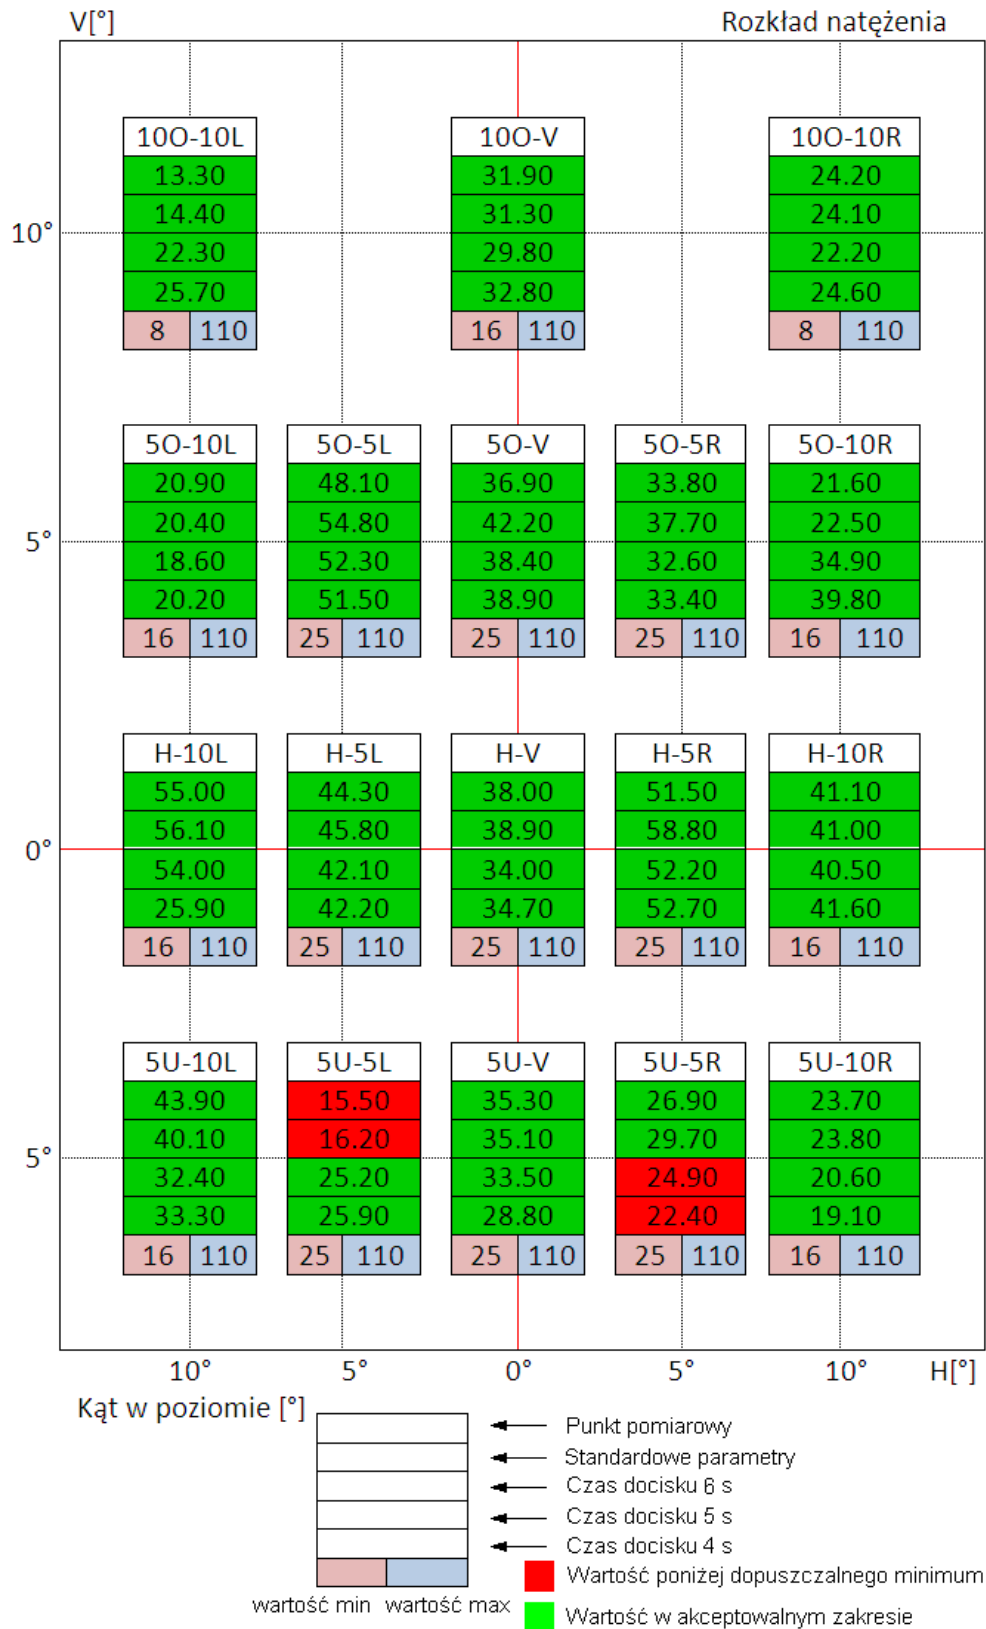 V[°] Rozkład natężenia
10O-10L 10O-V 10O-10R
13.30 31.90 24.20
14.40 31.30 24.10
10°
22.30 29.80 22.20
25.70 32.80 24.60
8 110 16 110 8 110
5O-10L 5O-5L 5O-V 5O-5R 5O-10R
20.90 48.10 36.90 33.80 21.60
20.40 54.80 42.20 37.70 22.50
5°
18.60 52.30 38.40 32.60 34.90
20.20 51.50 38.90 33.40 39.80
16 110 25 110 25 110 25 110 16 110
H-10L H-5L H-V H-5R H-10R
55.00 44.30 38.00 51.50 41.10
56.10 45.80 38.90 58.80 41.00
0°
54.00 42.10 34.00 52.20 40.50
25.90 42.20 34.70 52.70 41.60
16 110 25 110 25 110 25 110 16 110
5U-10L 5U-5L 5U-V 5U-5R 5U-10R
43.90 15.50 35.30 26.90 23.70
40.10 16.20 35.10 29.70 23.80
5°
32.40 25.20 33.50 24.90 20.60
33.30 25.90 28.80 22.40 19.10
16 110 25 110 25 110 25 110 16 110
10° 5° 0° 5° 10° H[°]
Kąt w poziomie [°]
Punkt pomiarowy
Standardowe parametry
Czas docisku 6 s
Czas docisku 5 s
Czas docisku 4 s
Wartość poniżej dopuszczalnego minimum
wartość min wartość max
Wartość w akceptowalnym zakresie